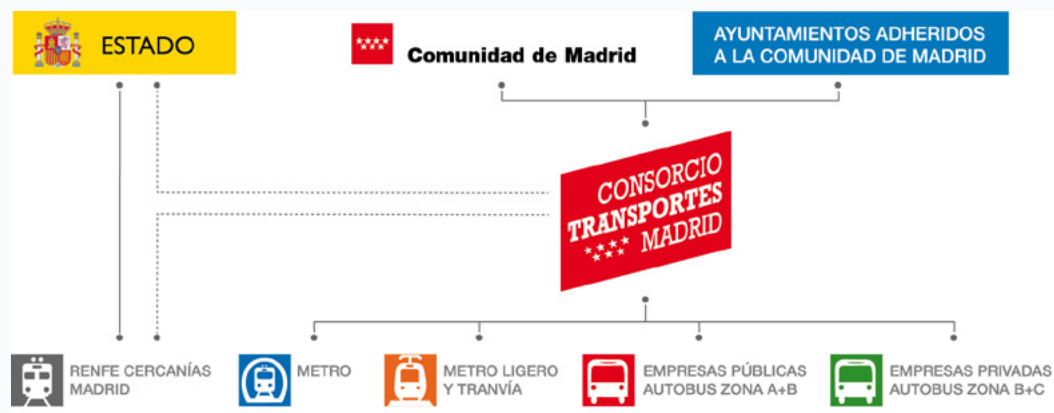 ESTADO
Comunidad de Madrid
AYUNTAMIENTOS ADHERIDOS
A LA COMUNIDAD DE MADRID
CONSORCIO
TRANSPORTES
MADRID
RENFE CERCANÍAS
MADRID
METRO
METRO LIGERO
Y TRANVÍA
EMPRESAS PÚBLICAS
AUTOBUS ZONA A+B
EMPRESAS PRIVADAS
AUTOBUS ZONA B+C